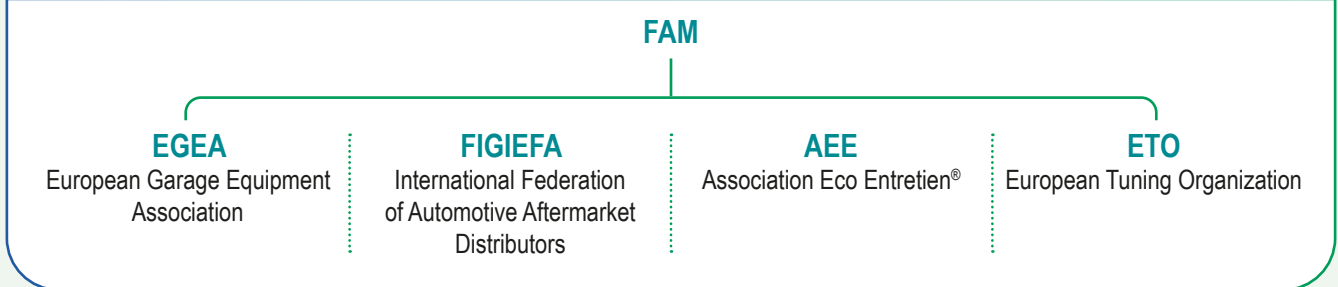 FAM
EGEA
European Garage Equipment
Association
FIGIEFA
International Federation
of Automotive Aftermarket
Distributors
AEE
Association Eco Entretien®
ETO
European Tuning Organization